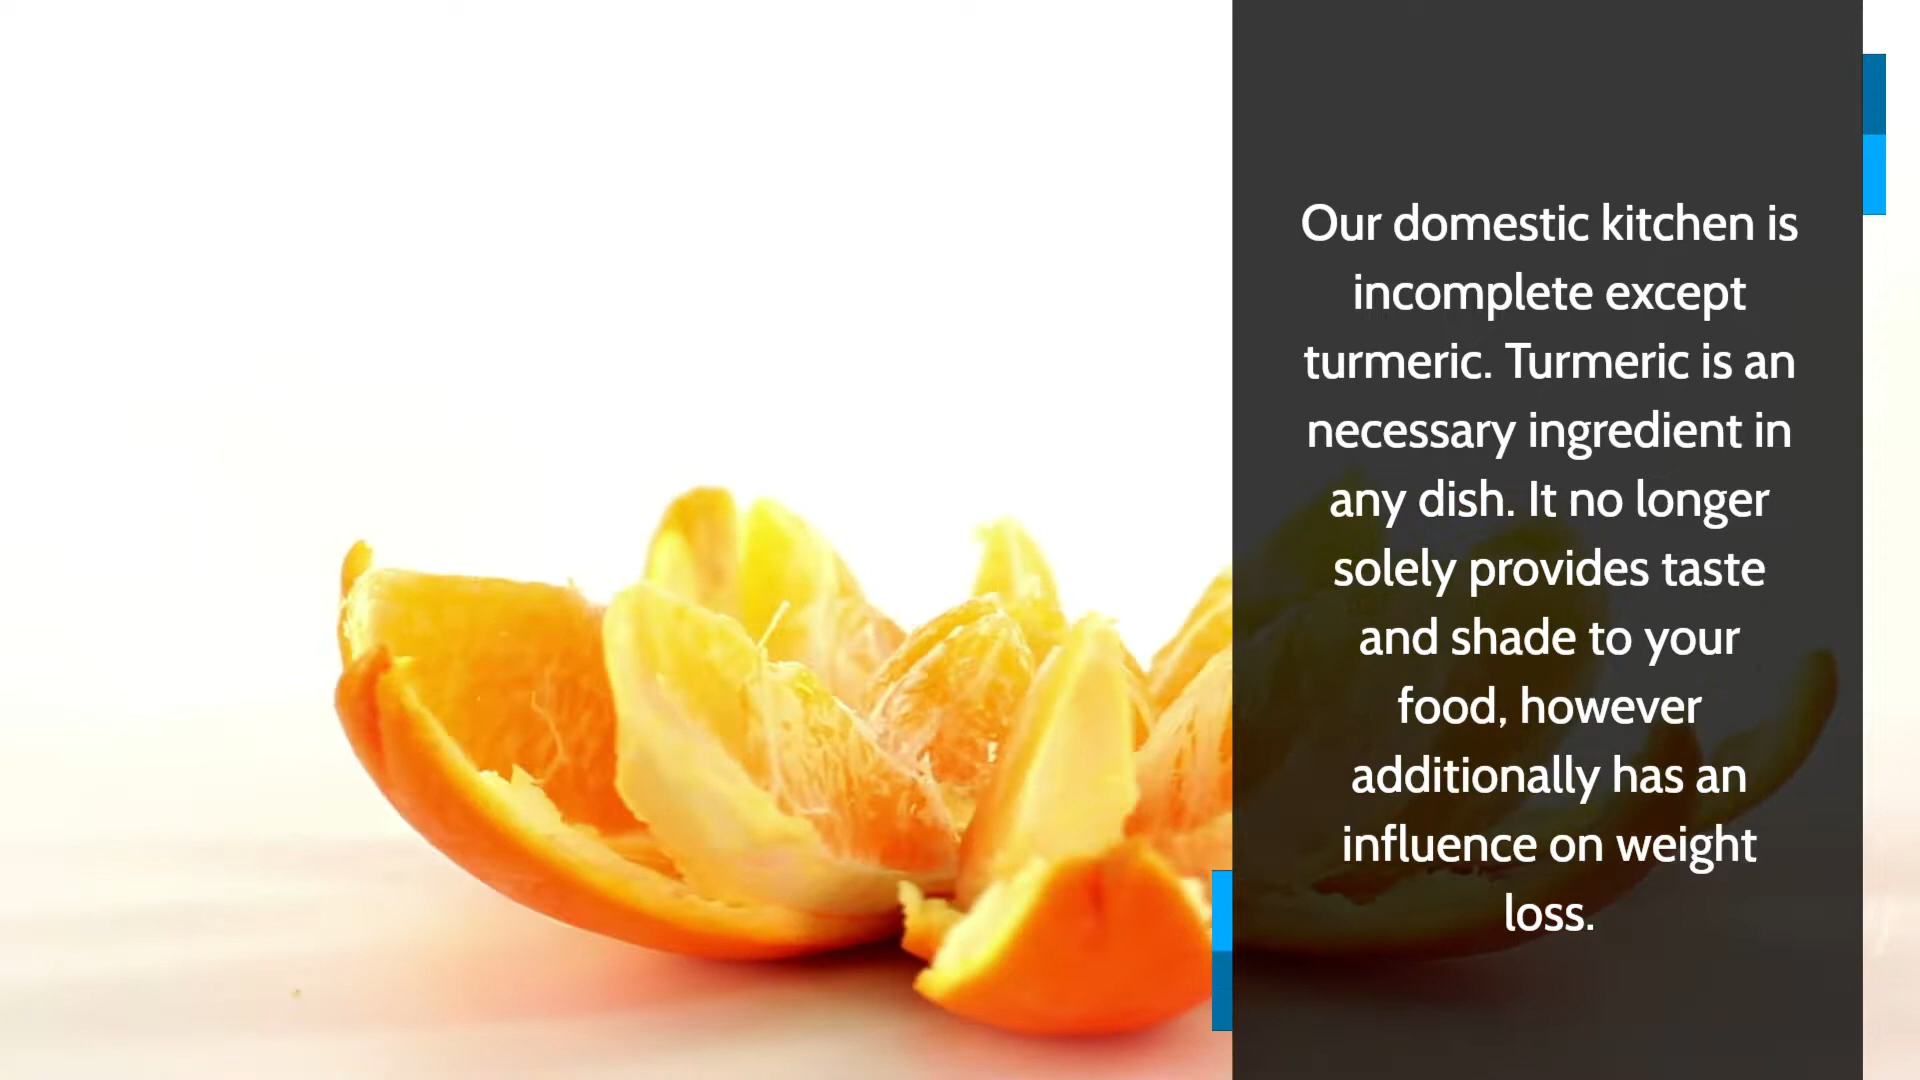 Our domestic kitchen is
incomplete except
turmeric. Turmeric is an
necessary ingredient in
any dish. It no longer
solely provides taste
and shade to your
food, however
additionally has an
influence on weight
loss.